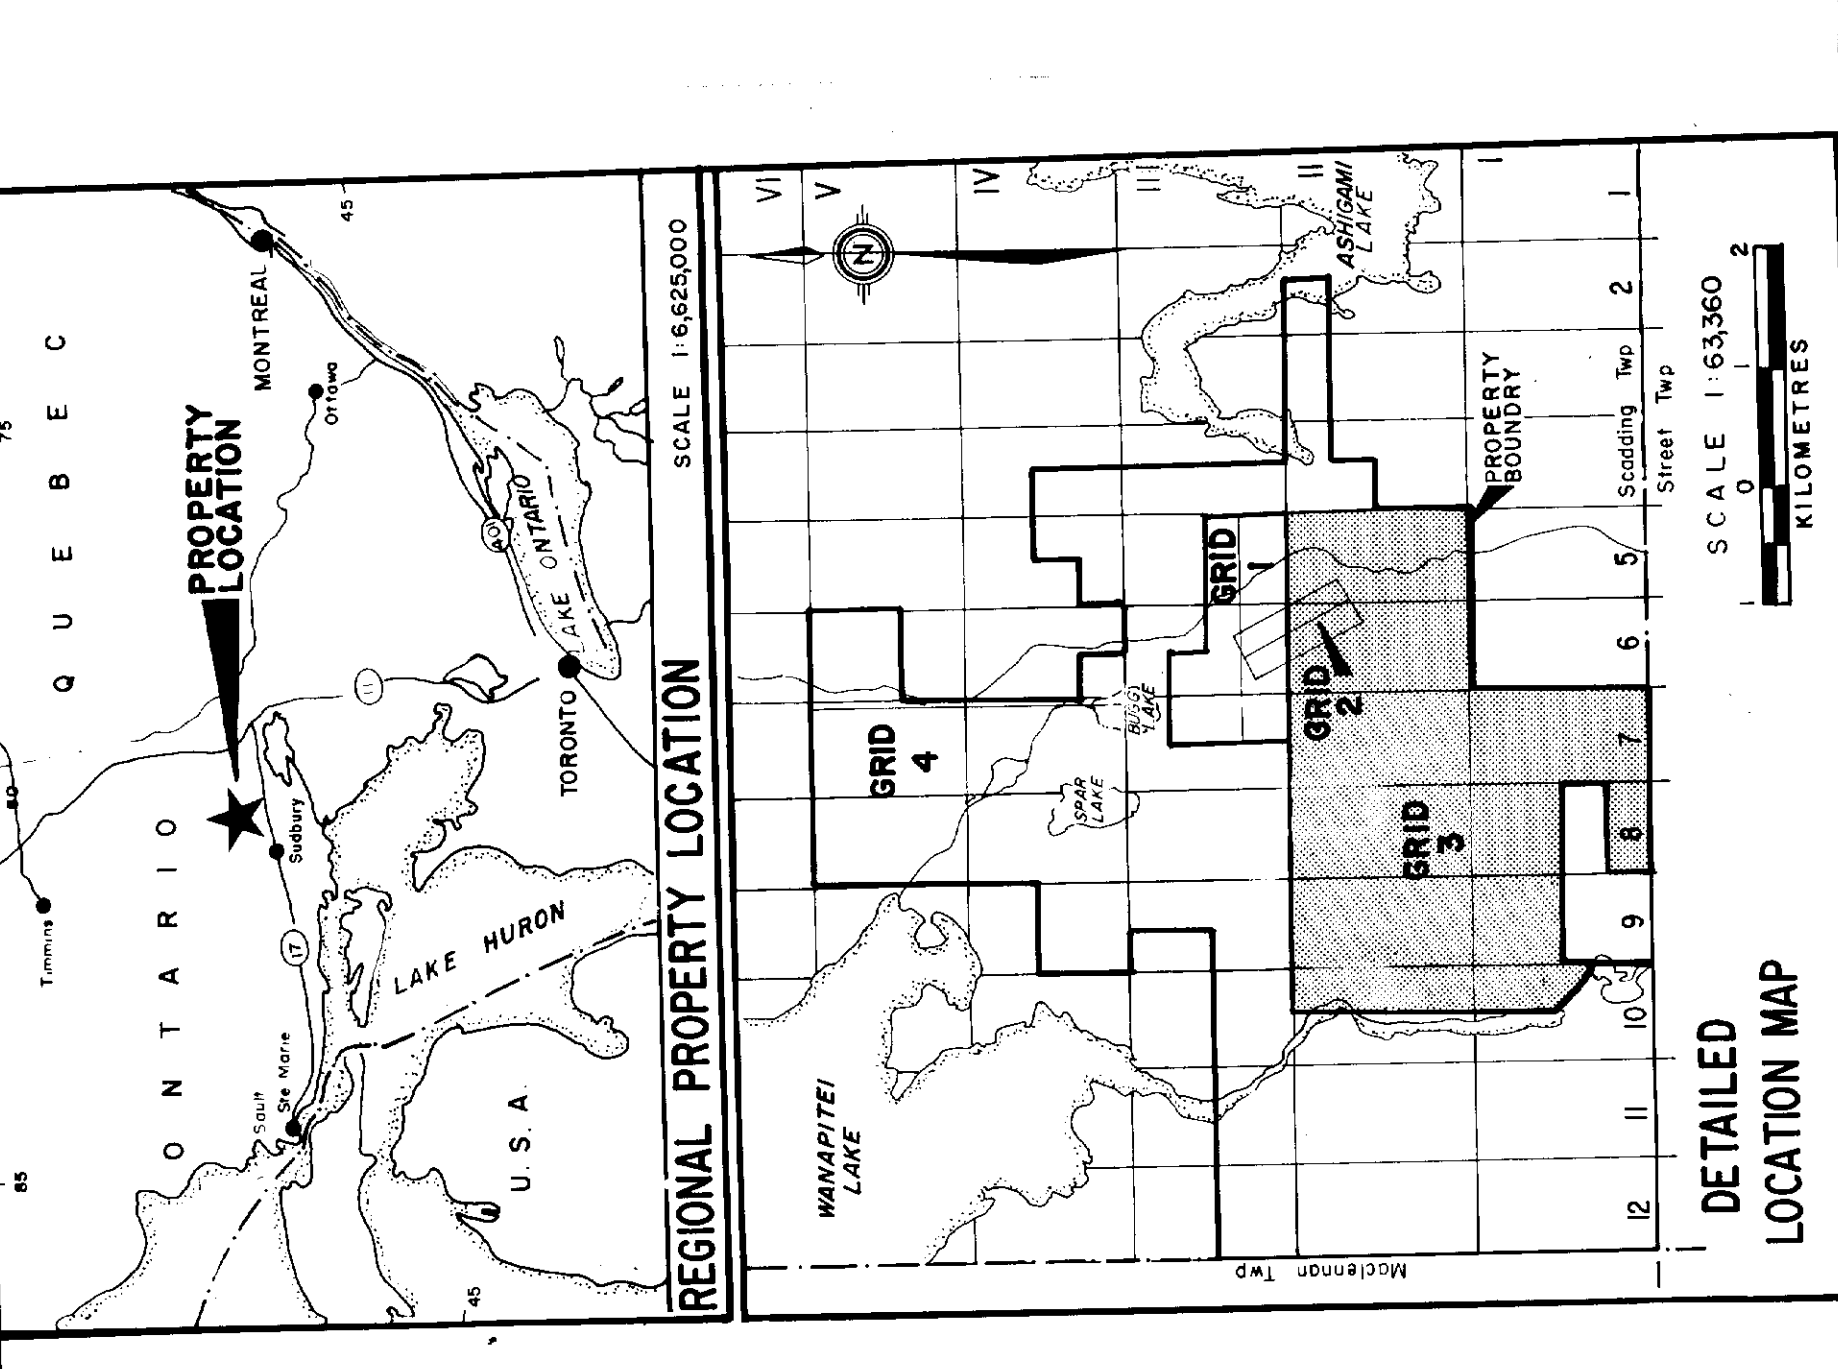 75
QUEBEC
PROPERTY
LOCATION
MONTREAL
45
Ottawa
80
Timmins
ONTARIO
Sudbury
11
17
401
LAKE ONTARIO
TORONTO
LAKE HURON
Sault
Ste Marie
85
U.S.A.
45
SCALE 1:6,625,000
REGIONAL PROPERTY LOCATION
VI
V
IV
III
II
I
N
ASHIGAMI
LAKE
GRID
1
GRID
2
GRID
3
GRID
4
BUGGY
LAKE
SPAR
LAKE
WANAPITEI
LAKE
PROPERTY
BOUNDRY
1
2
5
6
7
8
9
10
11
12
Scadding Twp
Street Twp
Maclennan Twp
SCALE 1:63,360
1 0 1 2
KILOMETRES
DETAILED
LOCATION MAP